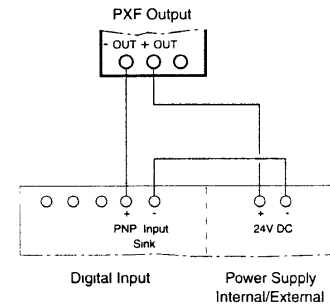 PXF Output
- OUT + OUT
+ -
PNP Input
Sink
+ -
24V DC
Digital Input
Power Supply
Internal/External